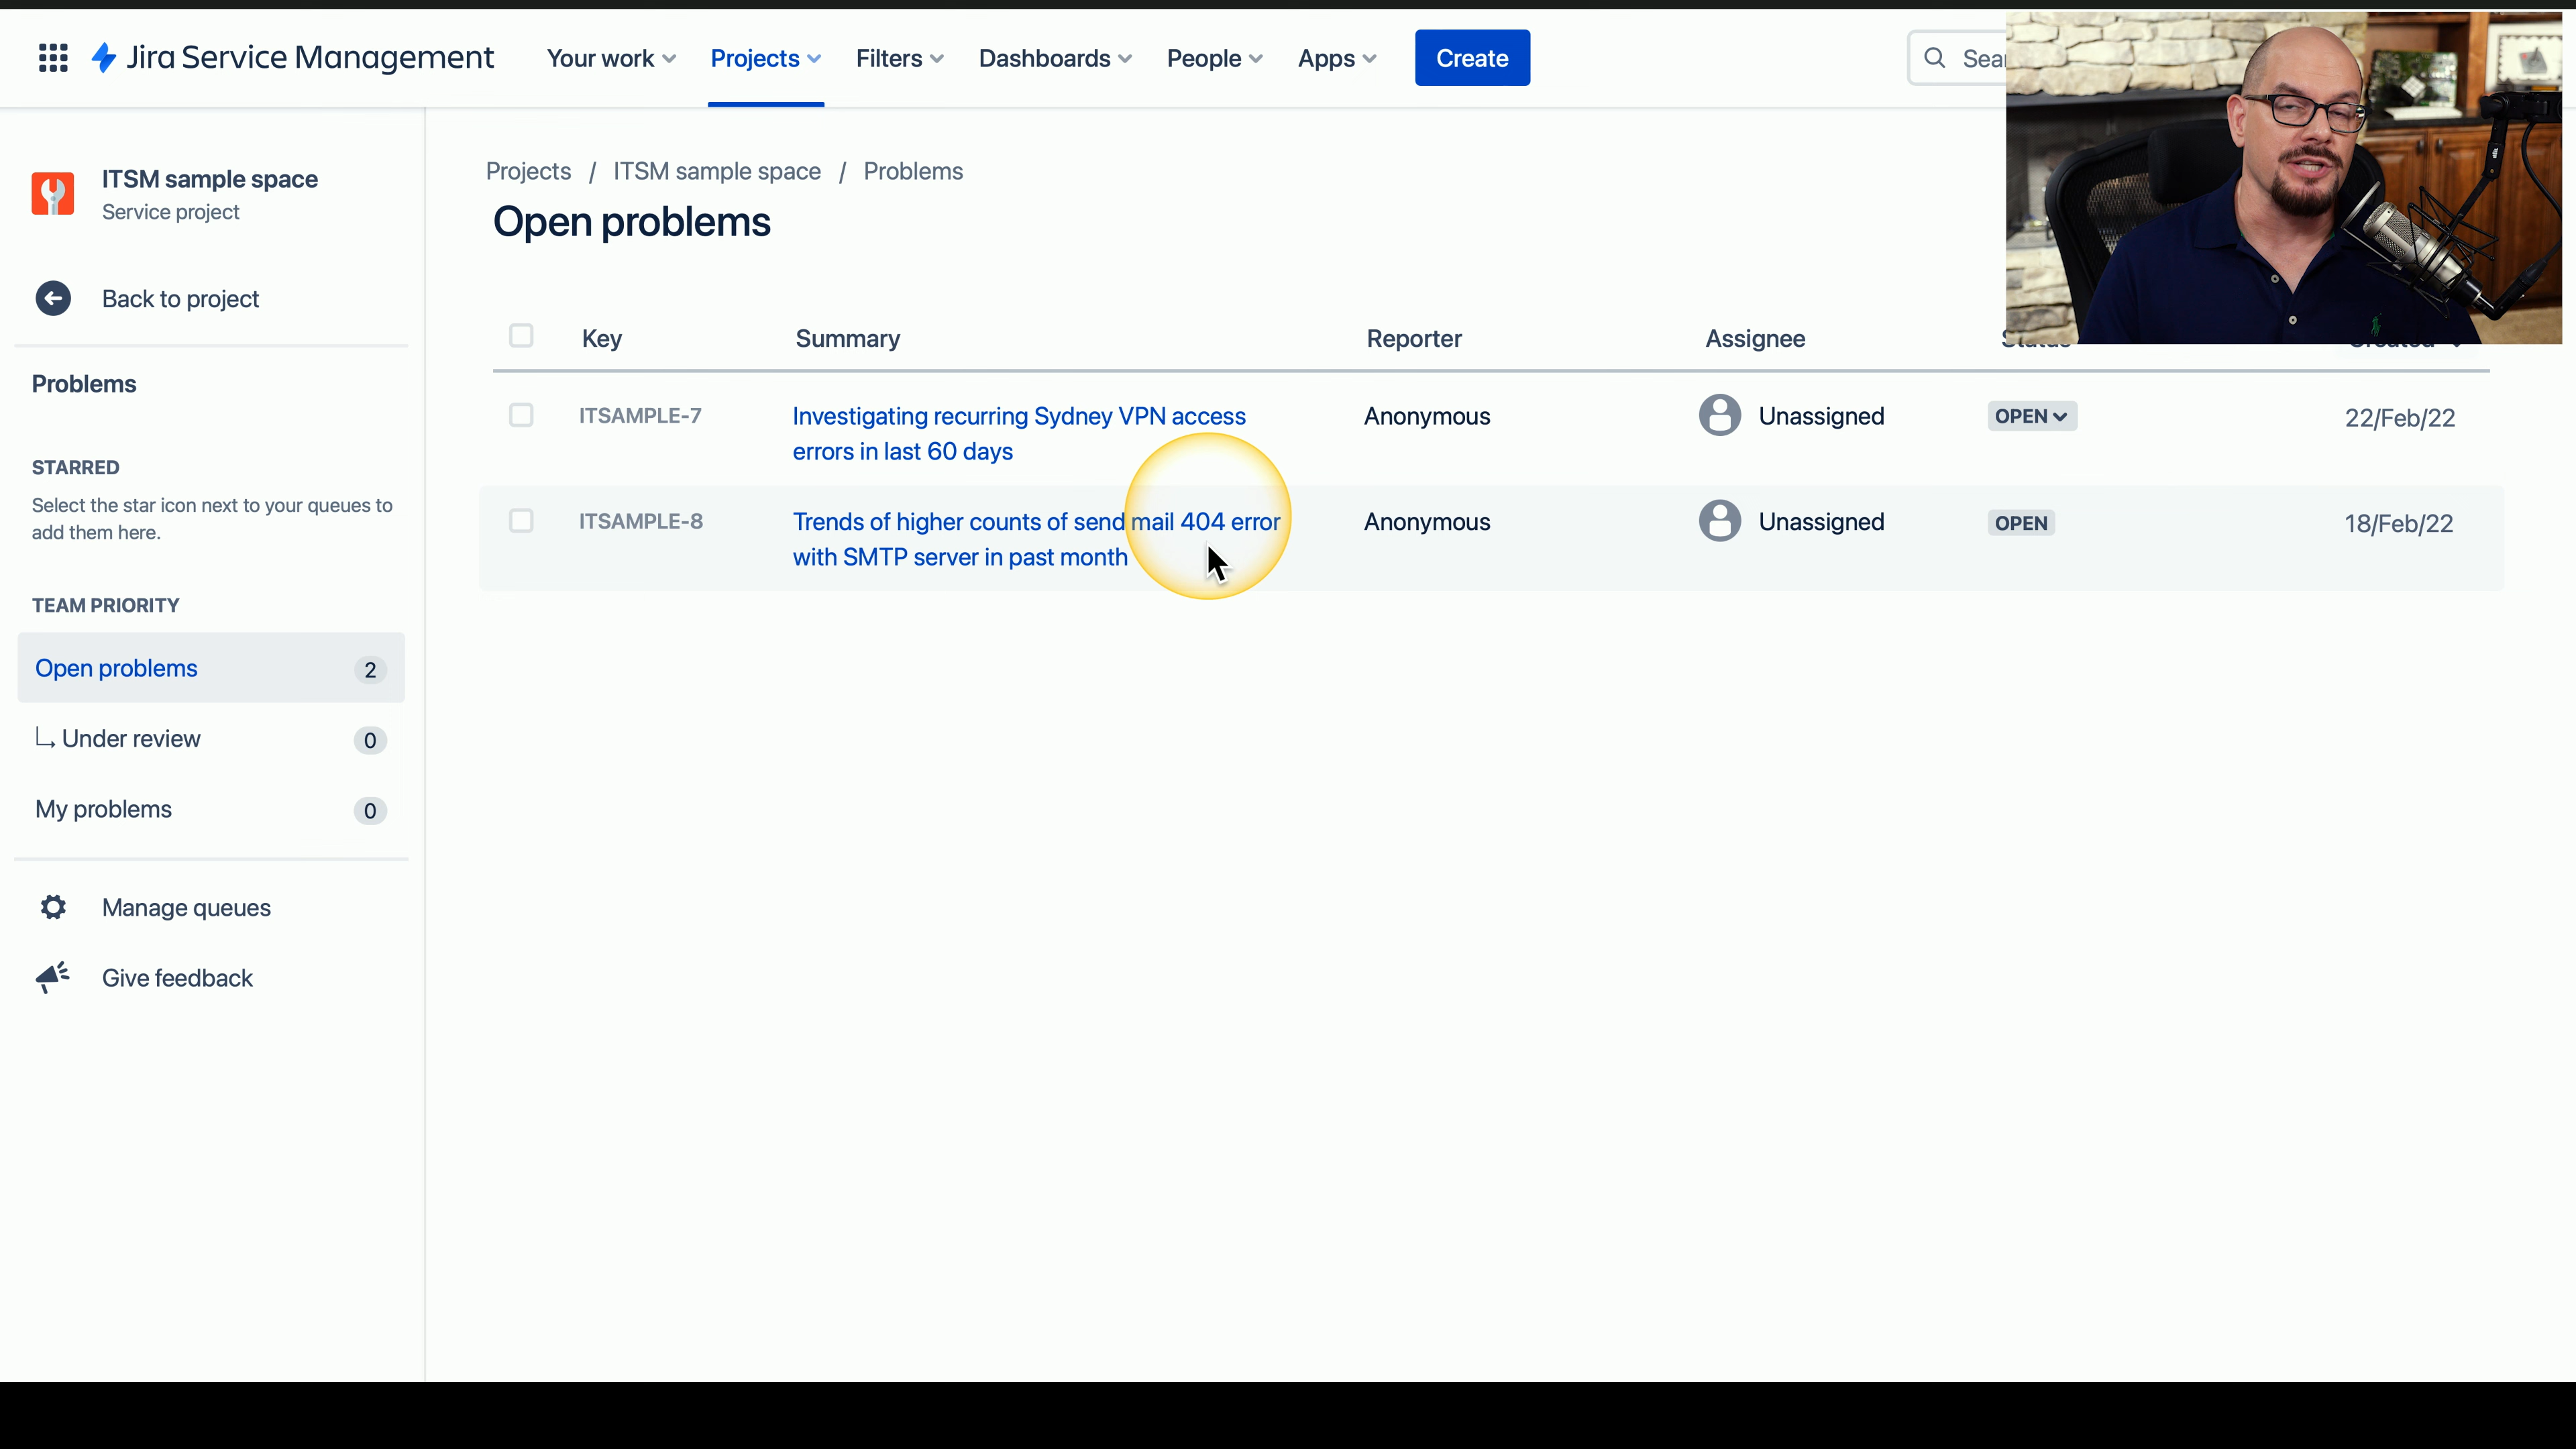 Jira Service Management
Your work
Projects
Filters
Dashboards
People
Apps
Create
ITSM sample space
Service project
Back to project
Problems
STARRED
Select the star icon next to your queues to
add them here.
TEAM PRIORITY
Open problems 2
Under review 0
My problems 0
Manage queues
Give feedback
Projects / ITSM sample space / Problems
Open problems
Key Summary Reporter Assignee
ITSAMPLE-7 Investigating recurring Sydney VPN access Anonymous Unassigned OPEN 22/Feb/22
errors in last 60 days
ITSAMPLE-8 Trends of higher counts of send mail 404 error Anonymous Unassigned OPEN 18/Feb/22
with SMTP server in past month